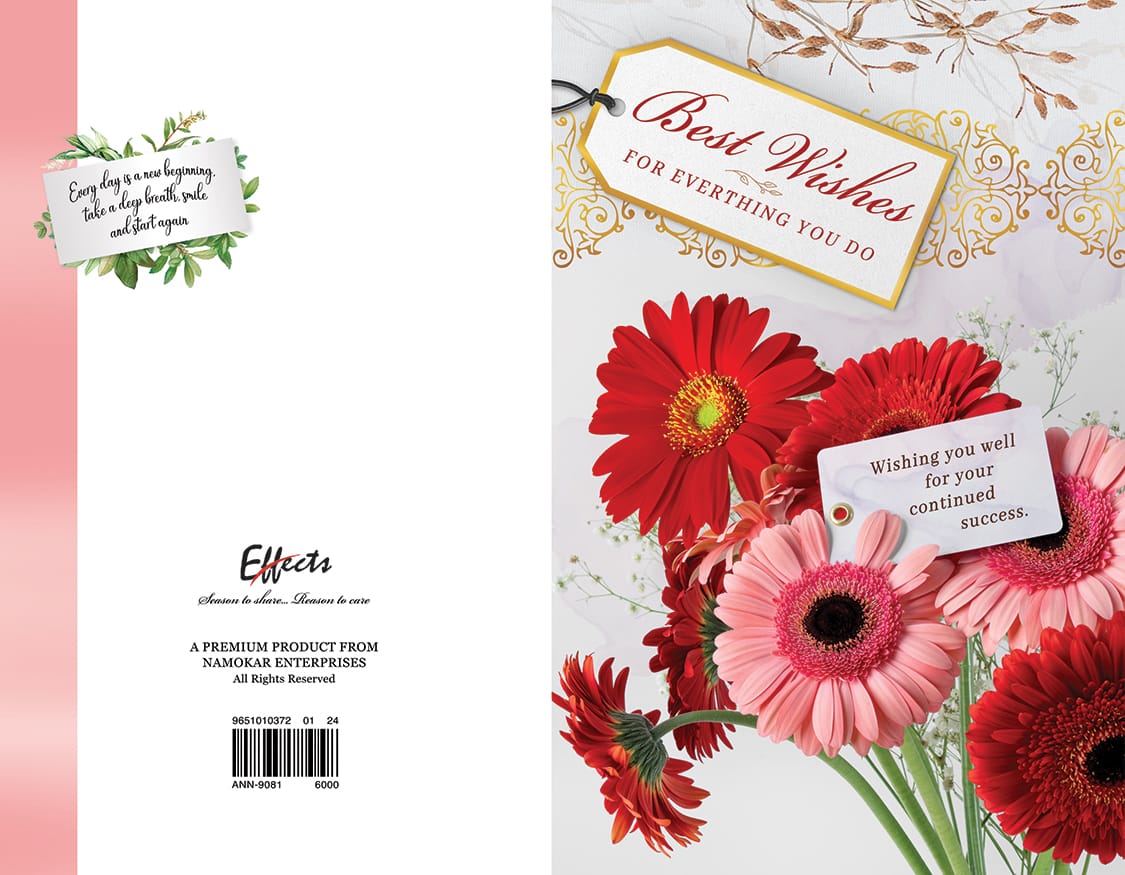 Every day is a new beginning,
take a deep breath, smile
and start again
Effects
Season to share... Reason to care
A PREMIUM PRODUCT FROM
NAMOKAR ENTERPRISES
All Rights Reserved
9651010372 01 24
ANN-9081 6000
Best Wishes
FOR EVERTHING YOU DO
Wishing you well
for your
continued
success.